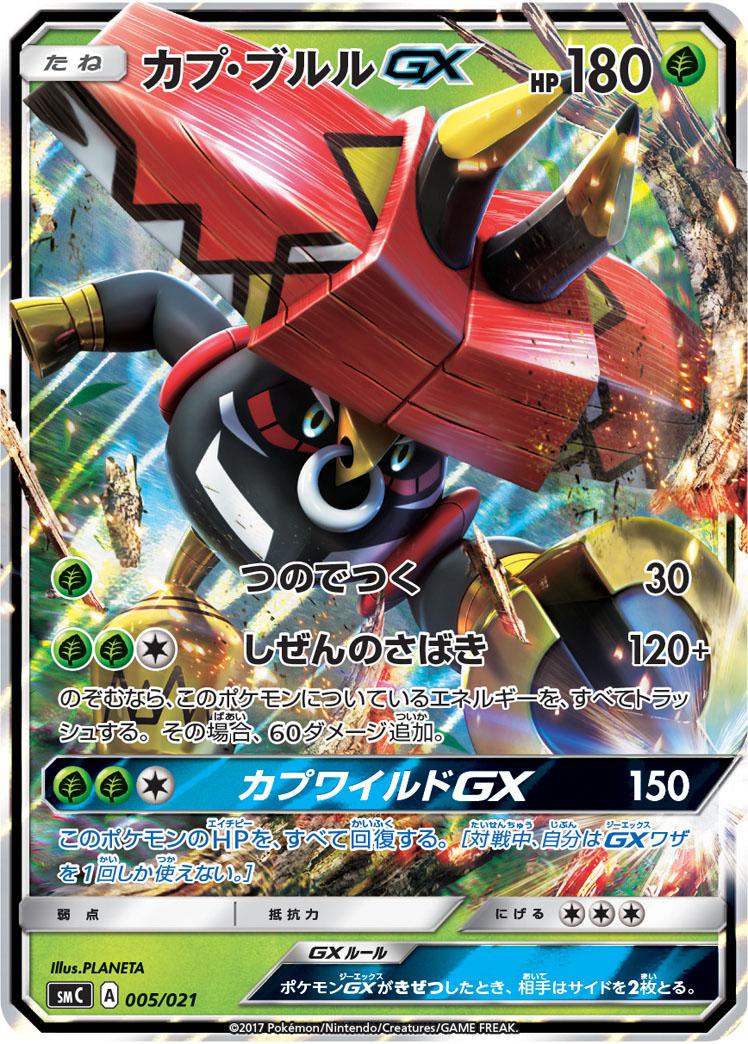 たね カプ・ブルルGX HP180
つのでつく 30
しぜんのさばき 120+
のぞむなら、このポケモンについているエネルギーを、すべてトラッ
シュする。その場合、60ダメージ追加。
カプワイルドGX 150
このポケモンのHPを、すべて回復する。[対戦中、自分はGXワザ
を1回しか使えない。]
弱点 抵抗力 にげる
GXルール
ポケモンGXがきぜつしたとき、相手はサイドを2枚とる。
Illus.PLANETA
SMC A 005/021
©2017 Pokémon/Nintendo/Creatures/GAME FREAK.